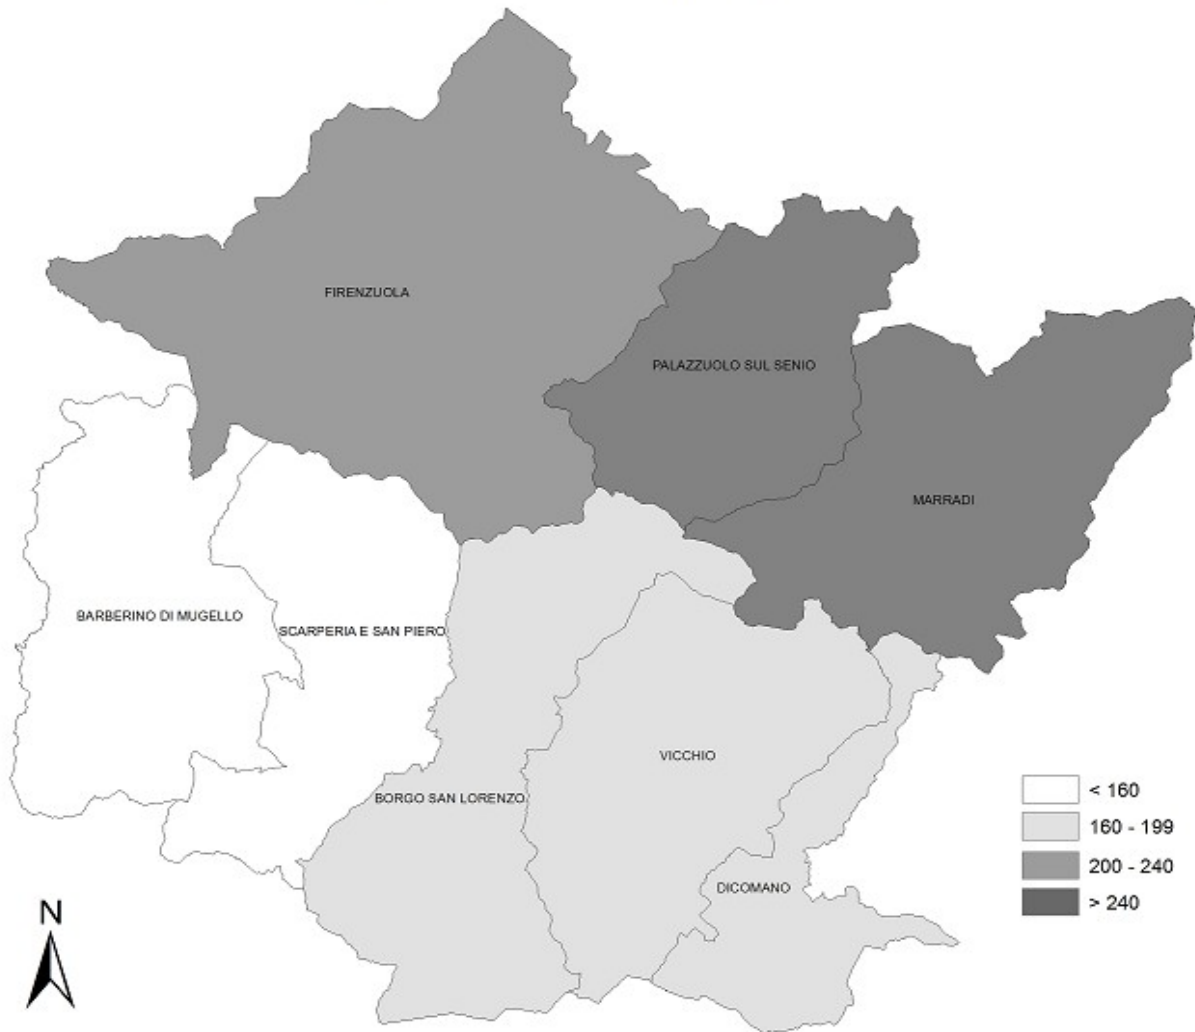 FIRENZUOLA
PALAZZUOLO SUL SENIO
MARRADI
BARBERINO DI MUGELLO
SCARPERIA E SAN PIERO
VICCHIO
BORGO SAN LORENZO
DICOMANO
< 160
160 - 199
200 - 240
> 240
N